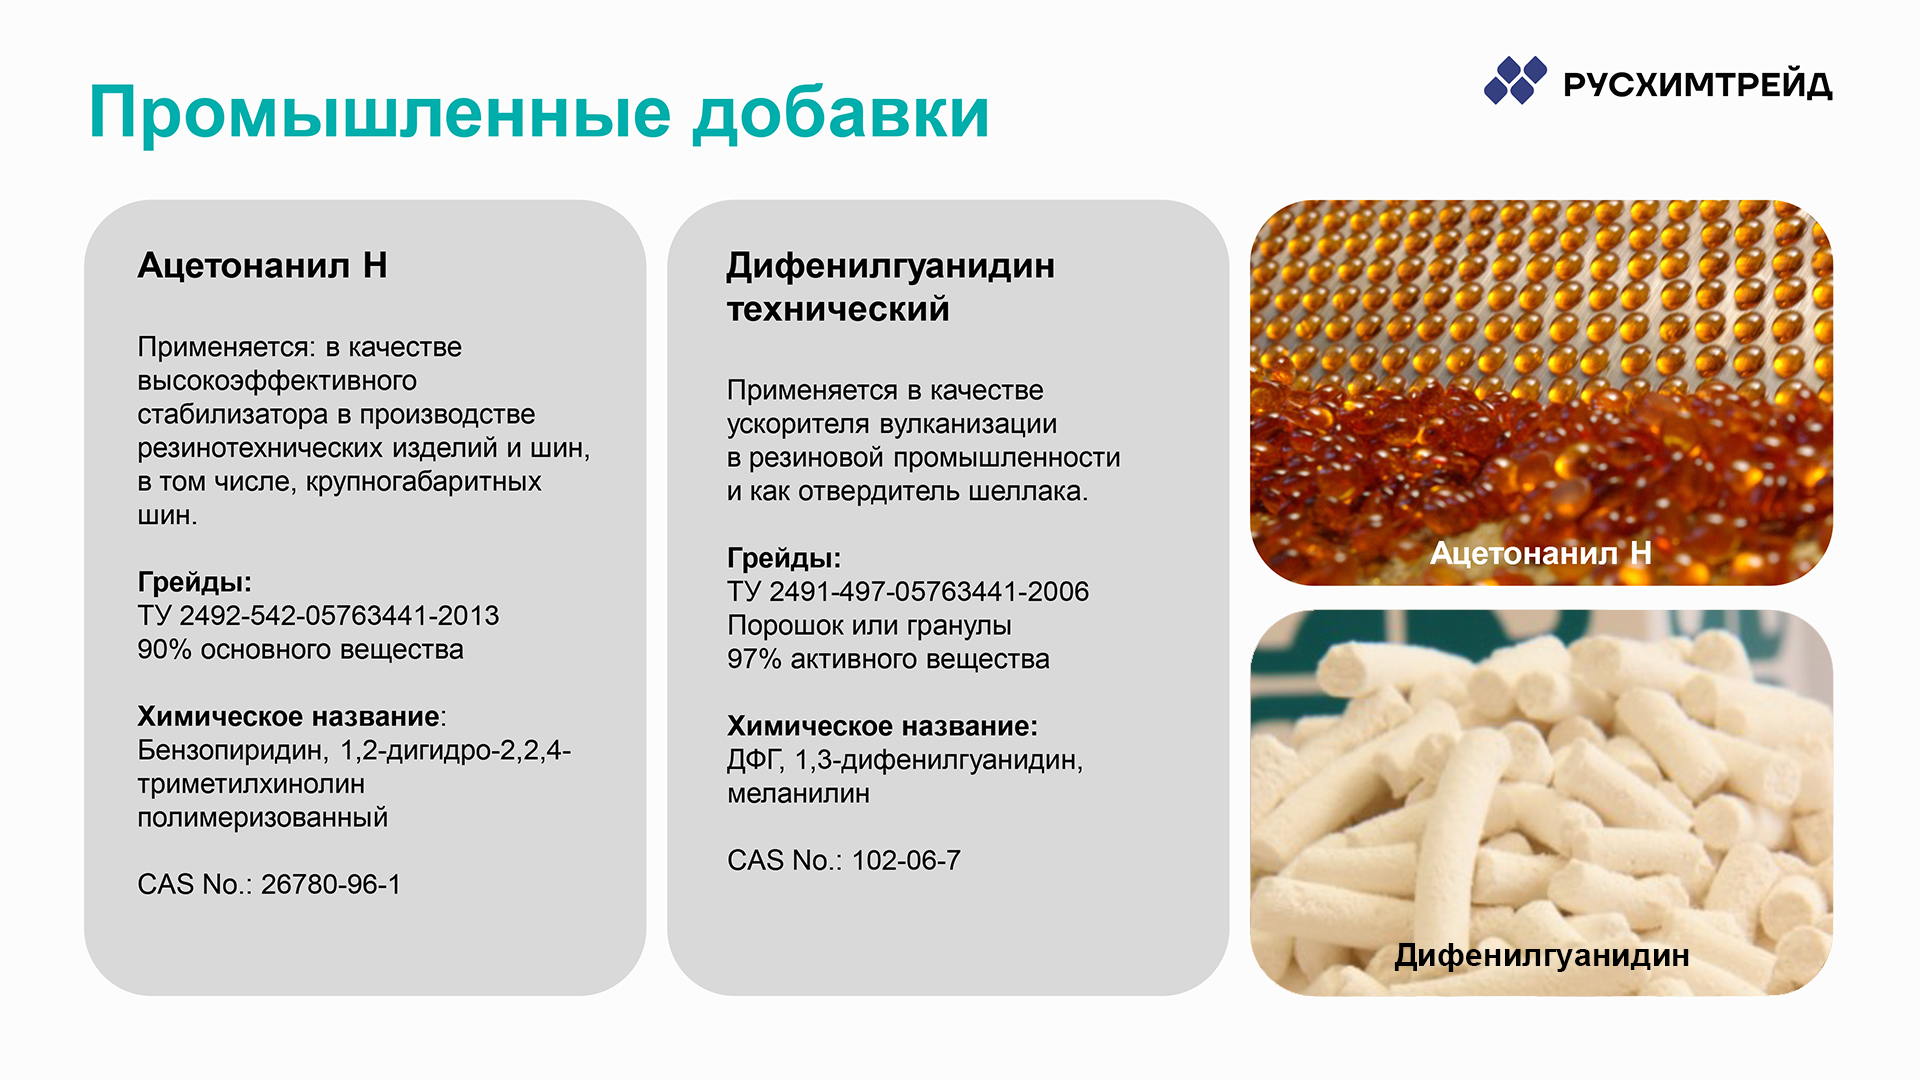 Промышленные добавки
РУСХИМТРЕЙД
Ацетонанил Н
Применяется: в качестве
высокоэффективного
стабилизатора в производстве
резинотехнических изделий и шин,
в том числе, крупногабаритных
шин.
Грейды:
ТУ 2492-542-05763441-2013
90% основного вещества
Химическое название:
Бензопиридин, 1,2-дигидро-2,2,4-
триметилхинолин
полимеризованный
CAS No.: 26780-96-1
Дифенилгуанидин
технический
Применяется в качестве
ускорителя вулканизации
в резиновой промышленности
и как отвердитель шеллака.
Грейды:
ТУ 2491-497-05763441-2006
Порошок или гранулы
97% активного вещества
Химическое название:
ДФГ, 1,3-дифенилгуанидин,
меланилин
CAS No.: 102-06-7
Ацетонанил Н
Дифенилгуанидин